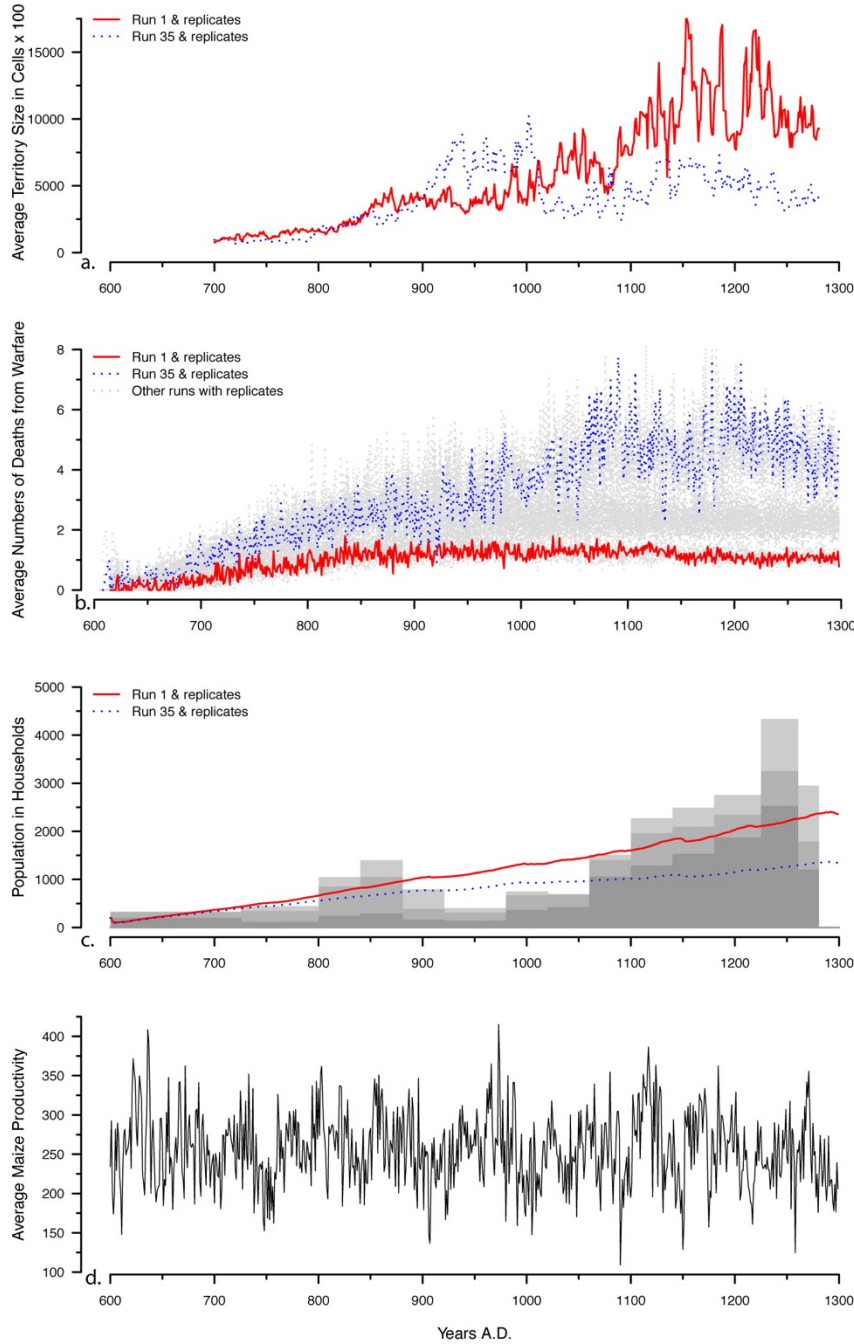 Average Territory Size in Cells x 100
Run 1 & replicates
Run 35 & replicates
15000
10000
5000
0
a.
600 700 800 900 1000 1100 1200 1300
Average Numbers of Deaths from Warfare
Run 1 & replicates
Run 35 & replicates
Other runs with replicates
8
6
4
2
0
b.
600 700 800 900 1000 1100 1200 1300
Population in Households
Run 1 & replicates
Run 35 & replicates
5000
4000
3000
2000
1000
0
c.
600 700 800 900 1000 1100 1200 1300
Average Maize Productivity
400
350
300
250
200
150
100
d.
600 700 800 900 1000 1100 1200 1300
Years A.D.